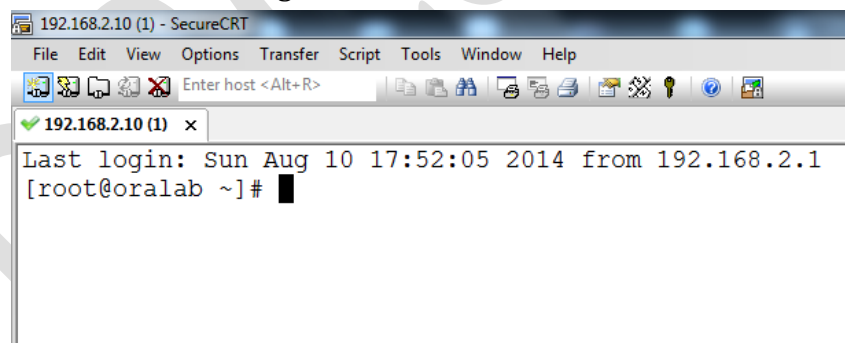 192.168.2.10 (1) - SecureCRT
File Edit View Options Transfer Script Tools Window Help
Enter host <Alt+R>
192.168.2.10 (1) x
Last login: Sun Aug 10 17:52:05 2014 from 192.168.2.1
[root@oralab ~]#